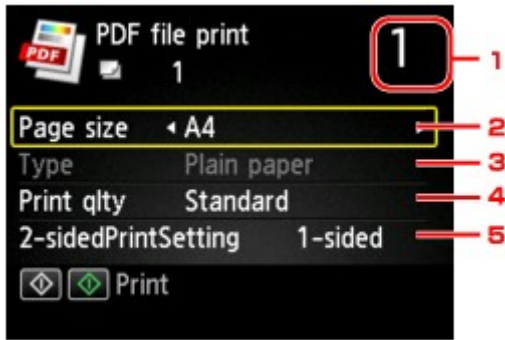 PDF file print
PDF
1
1
1
Page size A4
2
Type Plain paper
3
Print qlty Standard
4
2-sidedPrintSetting 1-sided
5
Print